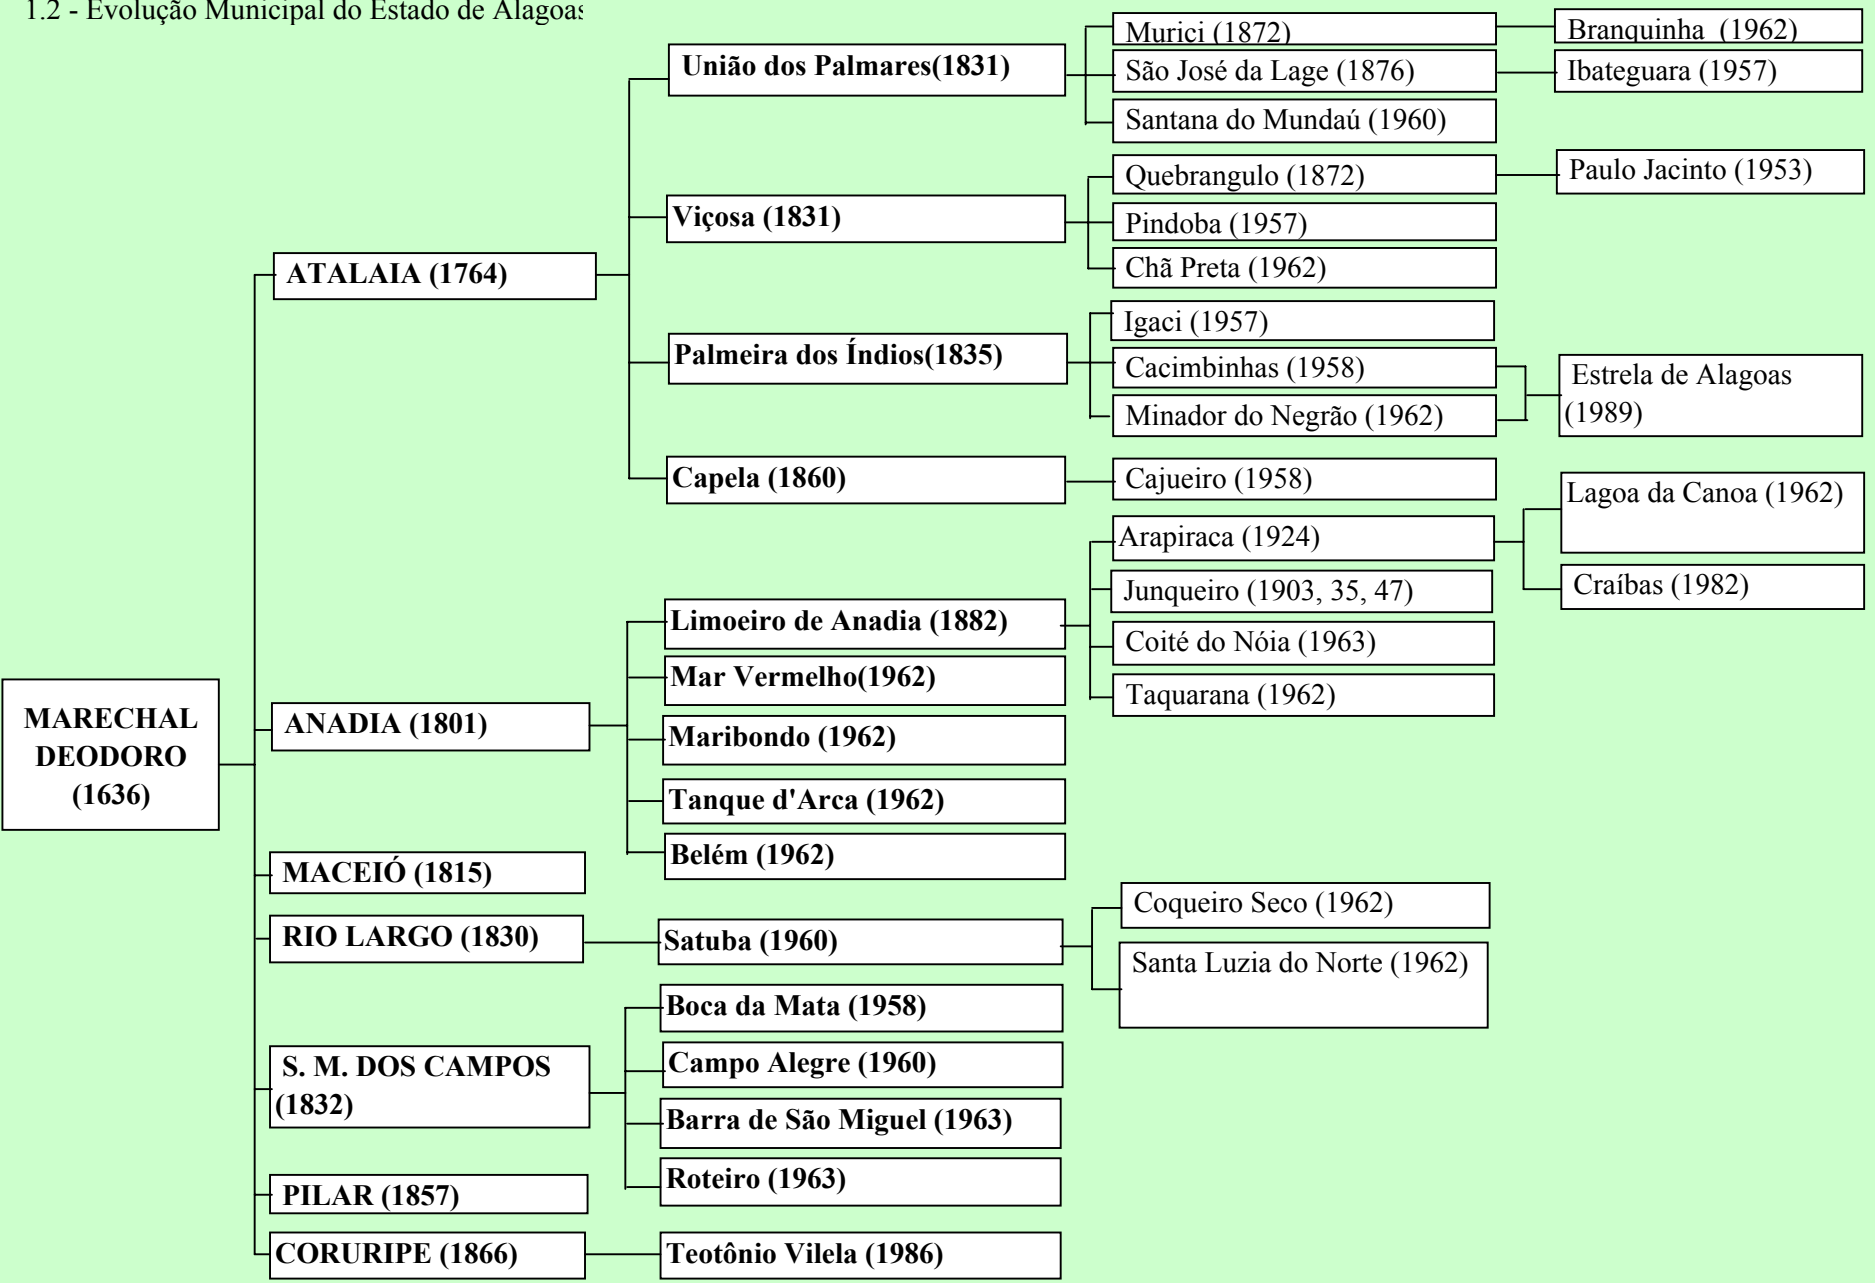 1.2 - Evolução Municipal do Estado de Alagoas
União dos Palmares(1831)
Murici (1872)
Branquinha (1962)
São José da Lage (1876)
Ibateguara (1957)
Santana do Mundaú (1960)
Viçosa (1831)
Quebrangulo (1872)
Paulo Jacinto (1953)
Pindoba (1957)
Chã Preta (1962)
ATALAIA (1764)
Palmeira dos Índios(1835)
Igaci (1957)
Cacimbinhas (1958)
Minador do Negrão (1962)
Estrela de Alagoas
(1989)
Capela (1860)
Cajueiro (1958)
Lagoa da Canoa (1962)
Arapiraca (1924)
Craíbas (1982)
Junqueiro (1903, 35, 47)
Limoeiro de Anadia (1882)
Coité do Nóia (1963)
Taquarana (1962)
Mar Vermelho(1962)
MARECHAL
DEODORO
(1636)
ANADIA (1801)
Maribondo (1962)
Tanque d'Arca (1962)
Belém (1962)
MACEIÓ (1815)
RIO LARGO (1830)
Satuba (1960)
Coqueiro Seco (1962)
Santa Luzia do Norte (1962)
S. M. DOS CAMPOS
(1832)
Boca da Mata (1958)
Campo Alegre (1960)
Barra de São Miguel (1963)
Roteiro (1963)
PILAR (1857)
CORURIPE (1866)
Teotônio Vilela (1986)